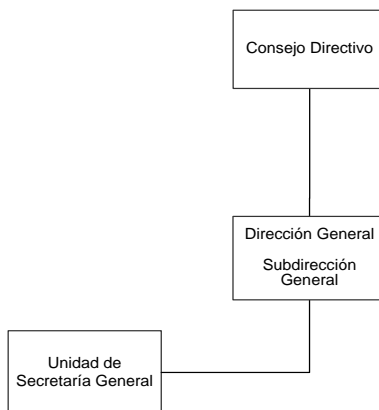 Consejo Directivo
Dirección General
Subdirección
General
Unidad de
Secretaría General